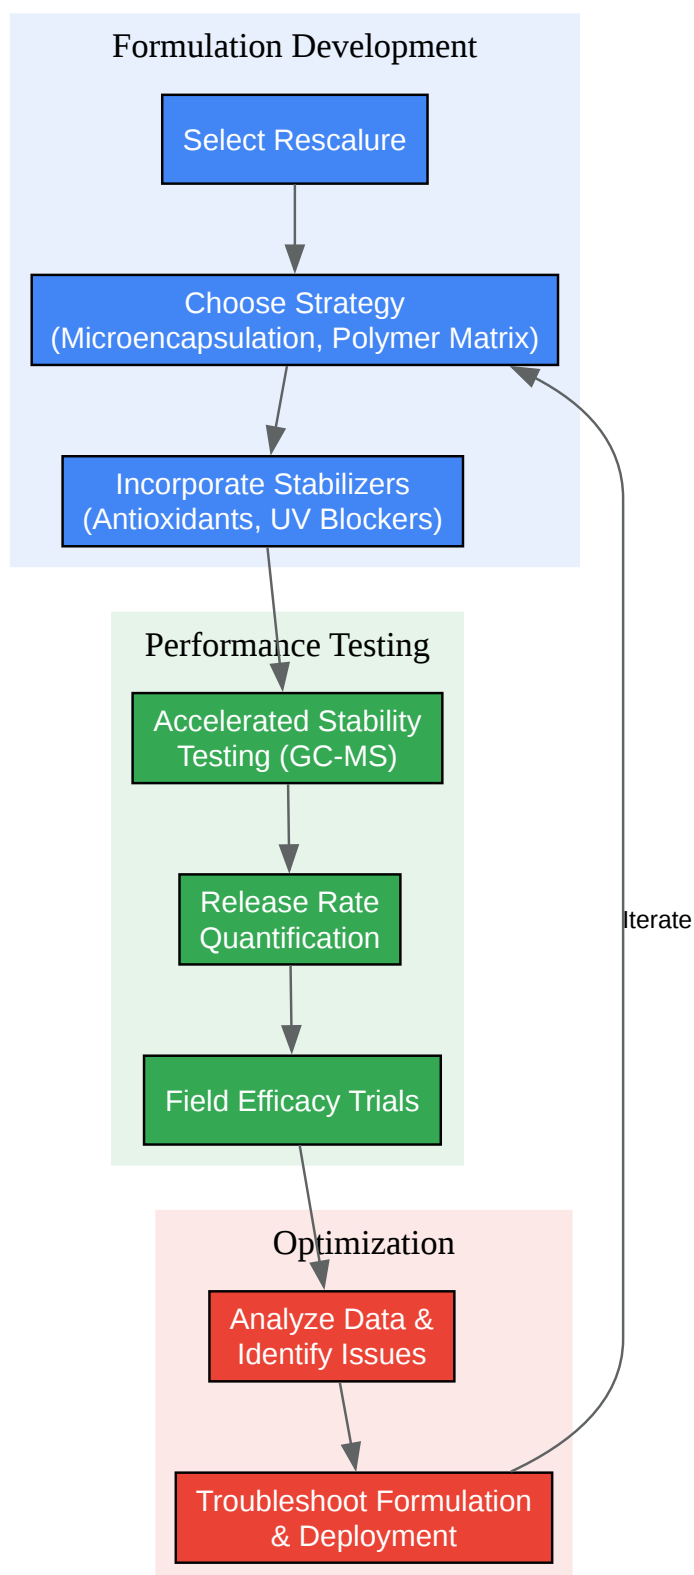 Formulation Development
Select Rescalure
Choose Strategy
(Microencapsulation, Polymer Matrix)
Incorporate Stabilizers
(Antioxidants, UV Blockers)
Performance Testing
Accelerated Stability
Testing (GC-MS)
Release Rate
Quantification
Iterate
Field Efficacy Trials
Optimization
Analyze Data &
Identify Issues
Troubleshoot Formulation
& Deployment